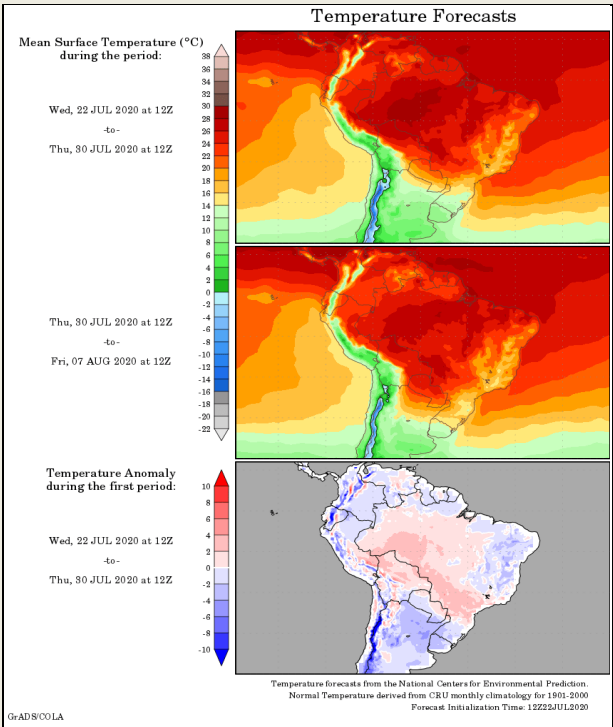 Temperature Forecasts
Mean Surface Temperature (°C)
during the period:
Wed, 22 JUL 2020 at 12Z
-to-
Thu, 30 JUL 2020 at 12Z
38
36
34
32
30
28
26
24
22
20
18
16
14
12
10
8
6
4
2
0
-2
-4
-6
-8
-10
-12
-14
-16
-18
-20
-22
Thu, 30 JUL 2020 at 12Z
-to-
Fri, 07 AUG 2020 at 12Z
Temperature Anomaly
during the first period:
Wed, 22 JUL 2020 at 12Z
-to-
Thu, 30 JUL 2020 at 12Z
10
8
6
4
2
0
-2
-4
-6
-8
-10
Temperature forecasts from the National Centers for Environmental Prediction.
Normal Temperature derived from CRU monthly climatology for 1901-2000
Forecast Initialization Time: 12Z22JUL2020
GrADS/COLA